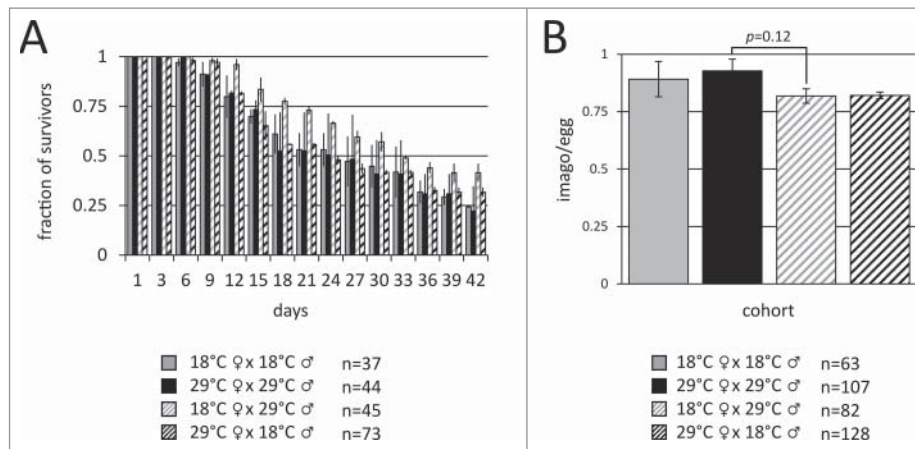 A
fraction of survivors
1
0.75
0.5
0.25
0
1 3 6 9 12 15 18 21 24 27 30 33 36 39 42
days
18°C ♀ x 18°C ♂ n=37
29°C ♀ x 29°C ♂ n=44
18°C ♀ x 29°C ♂ n=45
29°C ♀ x 18°C ♂ n=73
B
p=0.12
imago/egg
1
0.75
0.5
0.25
0
cohort
18°C ♀ x 18°C ♂ n=63
29°C ♀ x 29°C ♂ n=107
18°C ♀ x 29°C ♂ n=82
29°C ♀ x 18°C ♂ n=128